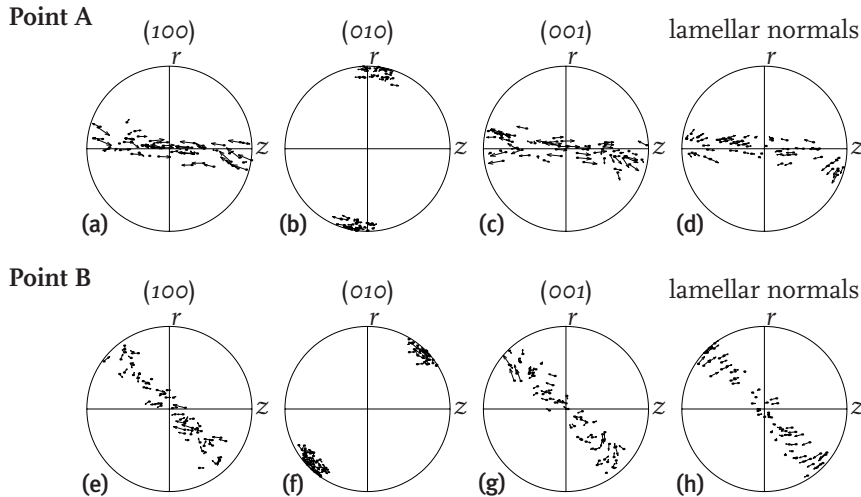 Point A
(100) (010) (001) lamellar normals
r r r r
z z z z
(a) (b) (c) (d)
Point B
(100) (010) (001) lamellar normals
r r r r
z z z z
(e) (f) (g) (h)